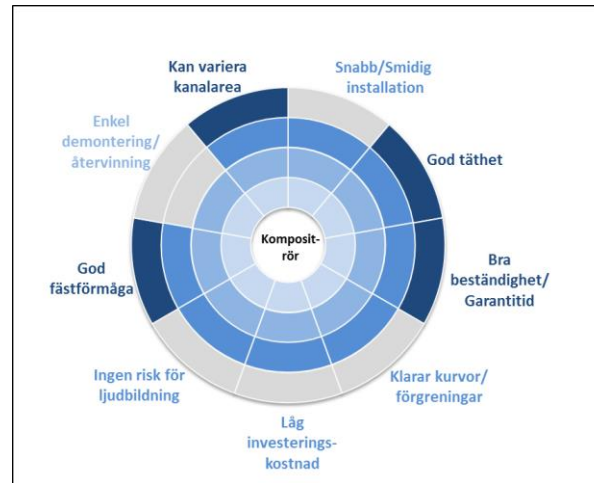 Kan variera
kanalarea
Snabb/Smidig
installation
Enkel
demontering/
återvinning
God täthet
Komposit-
rör
God
fästförmåga
Bra
beständighet/
Garantitid
Ingen risk för
ljudbildning
Klarar kurvor/
förgreningar
Låg
investerings-
kostnad